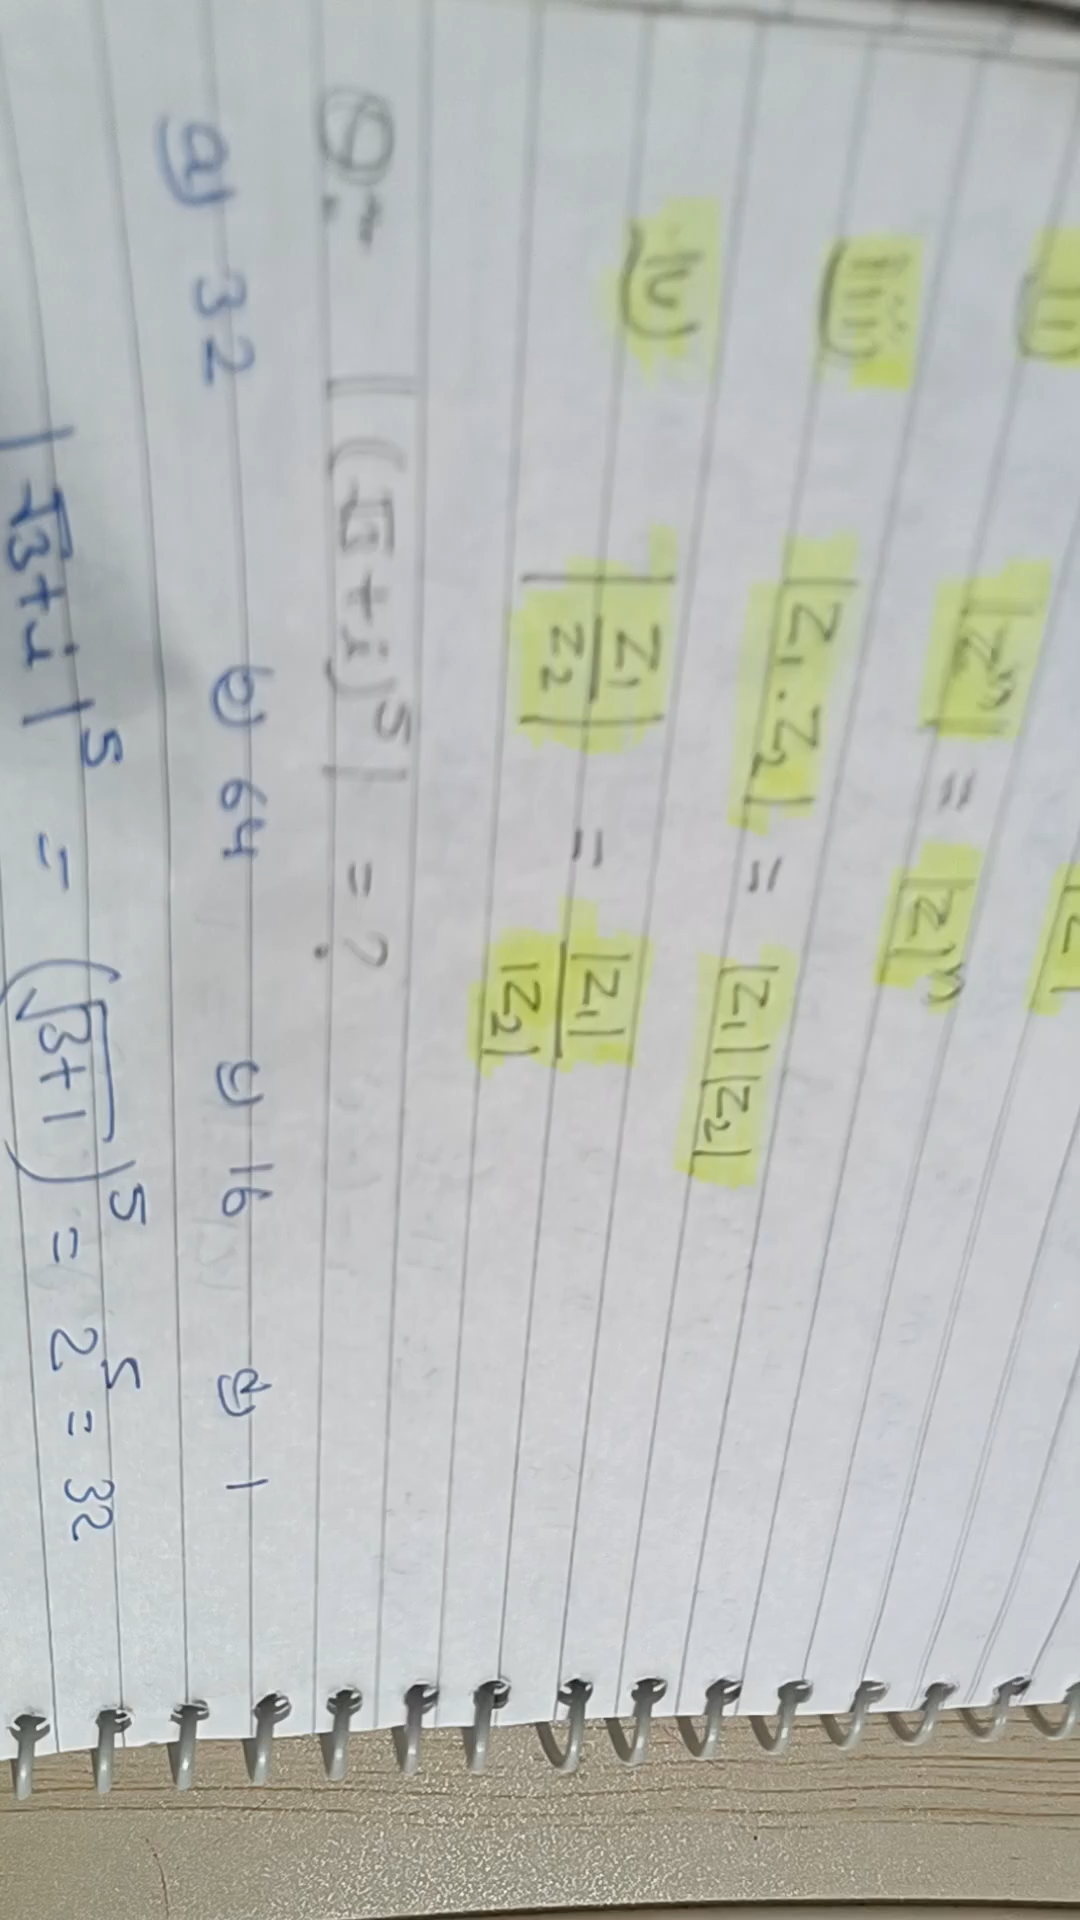 ii)
|Z|
iii) |Zⁿ| = |Z|ⁿ
|Z₁ . Z₂| = |Z₁| |Z₂|
iv) |Z₁/Z₂| = |Z₁|/|Z₂|
Q:- |(√3+i)⁵| = ?
a) 32 b) 64 c) 16 d) 1
|√3+i|⁵ = (√3+1)⁵ = 2⁵ = 32